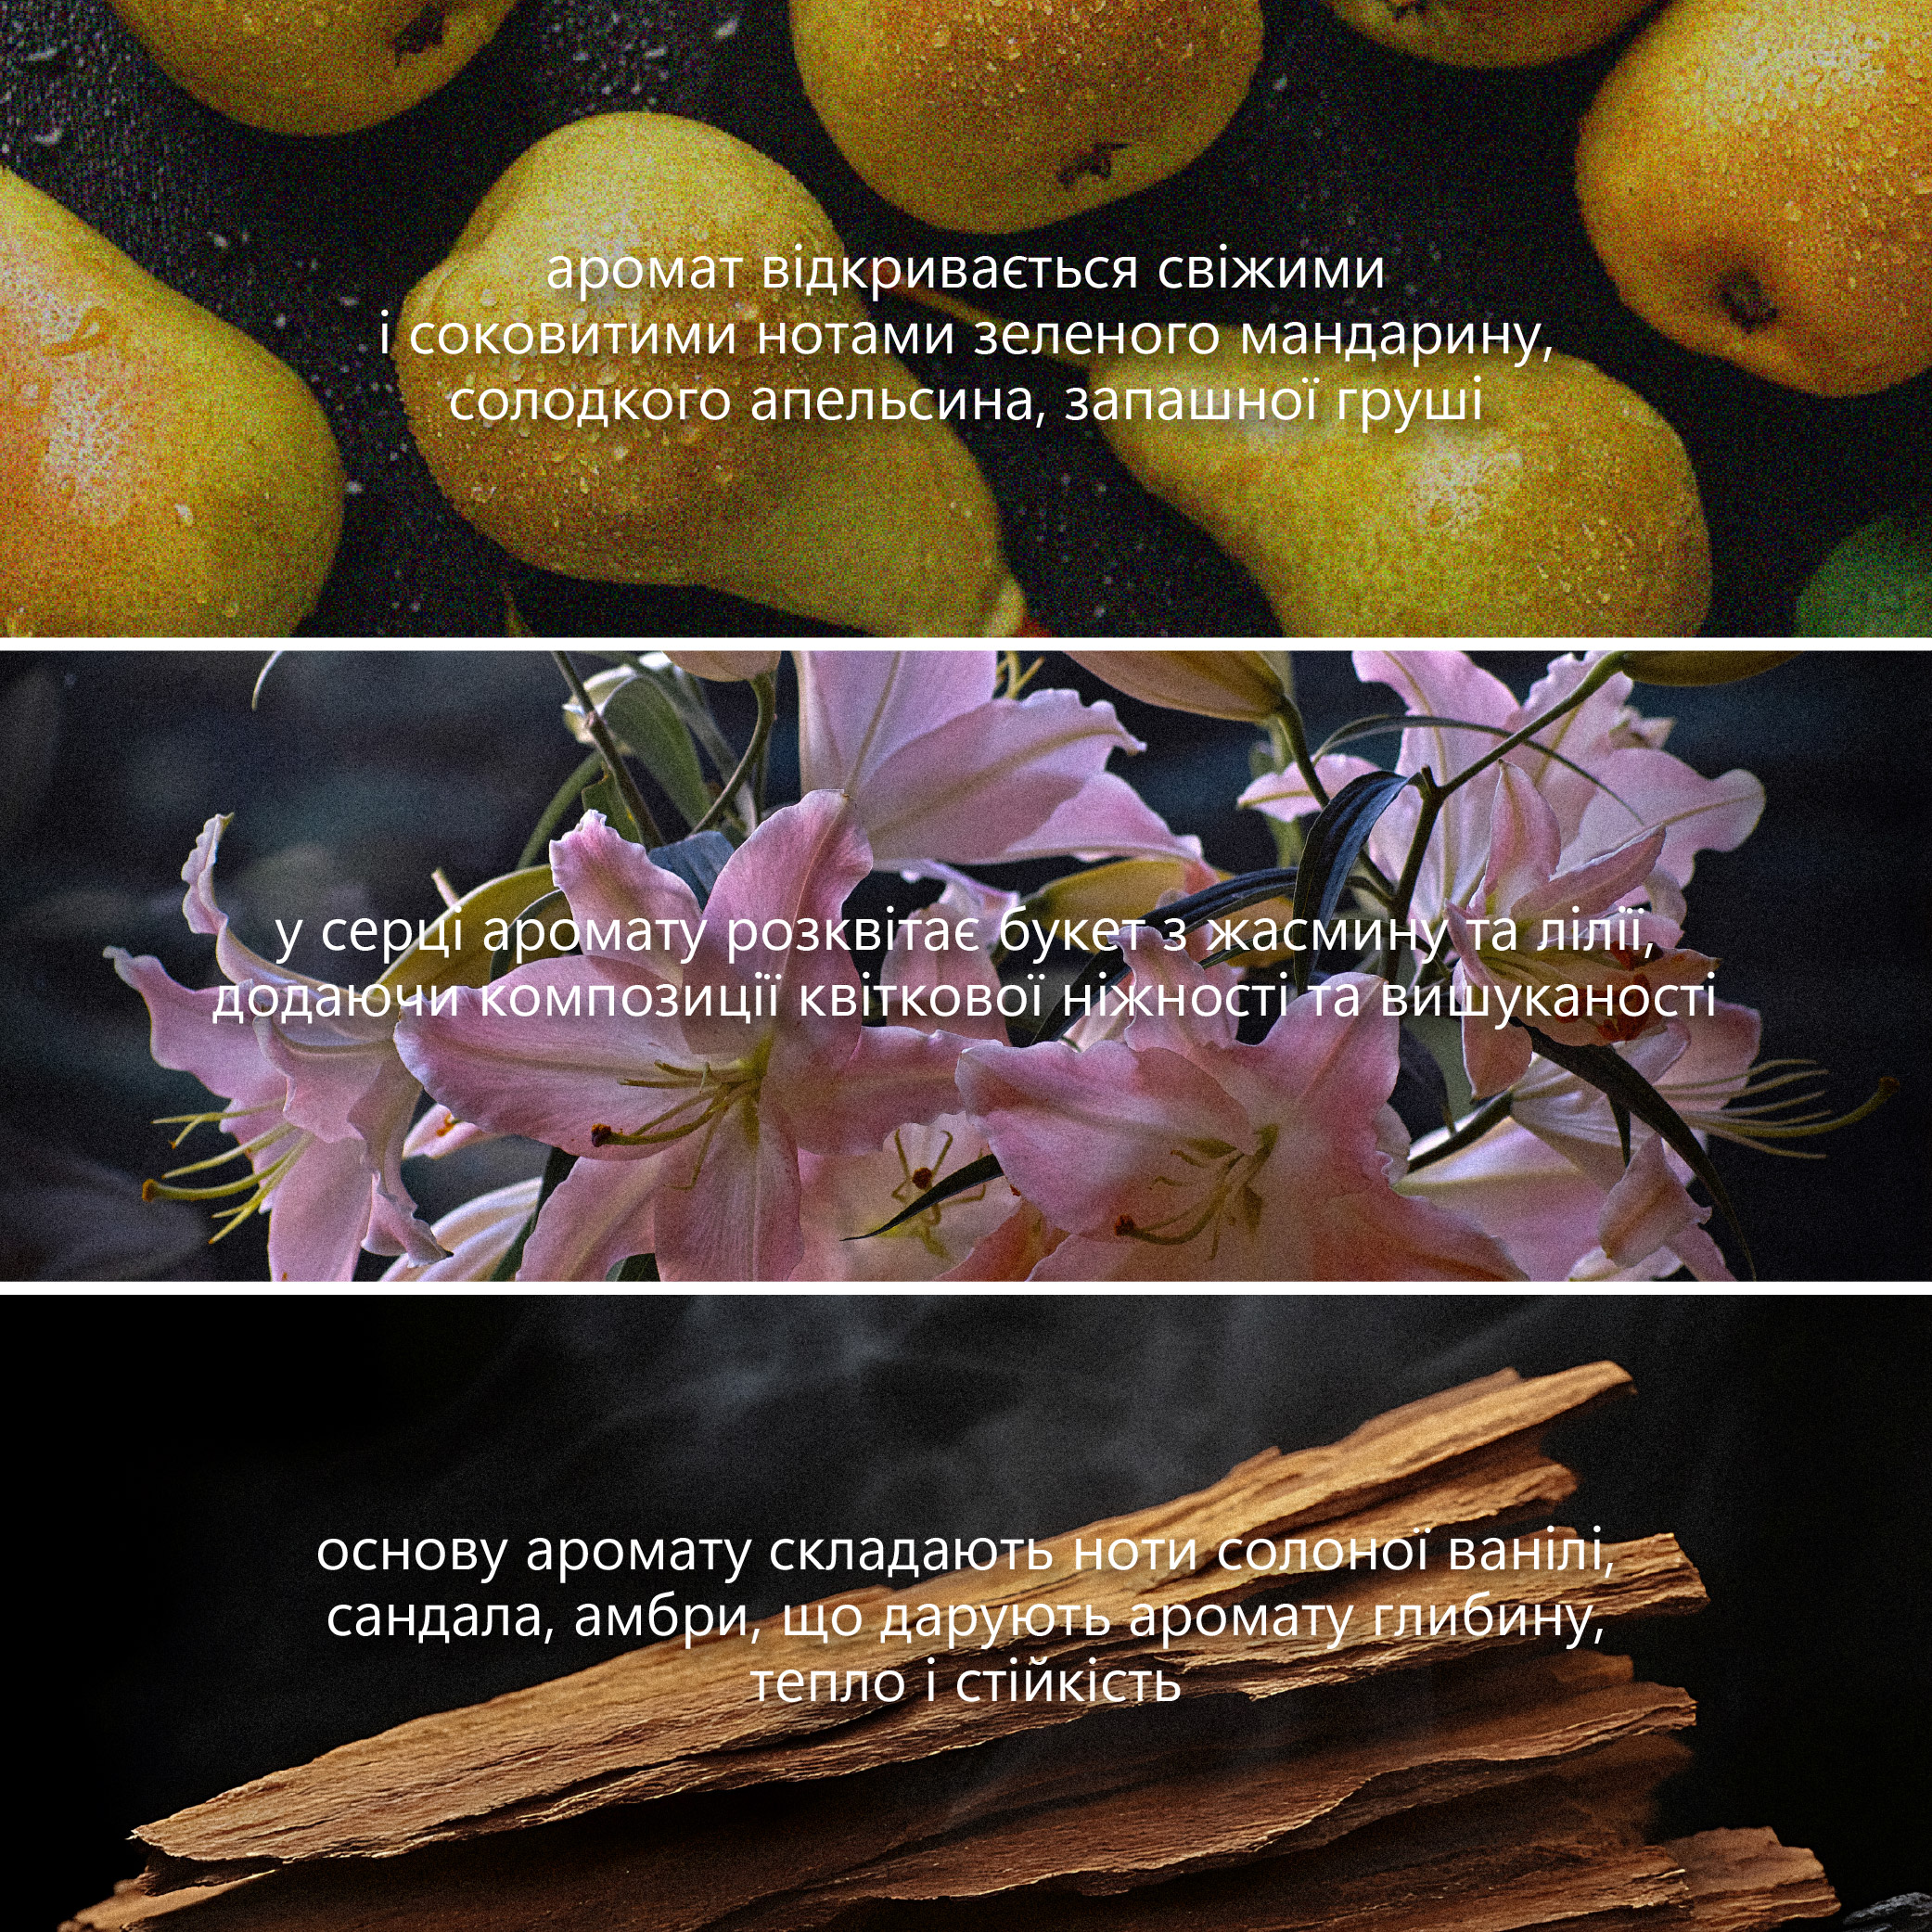 аромат відкривається свіжими
і соковитими нотами зеленого мандарину,
солодкого апельсина, запашної груші
у серці аромату розквітає букет з жасмину та лілії,
додаючи композиції квіткової ніжності та вишуканості
основу аромату складають ноти солоної ванілі,
сандала, амбри, що дарують аромату глибину,
тепло і стійкість